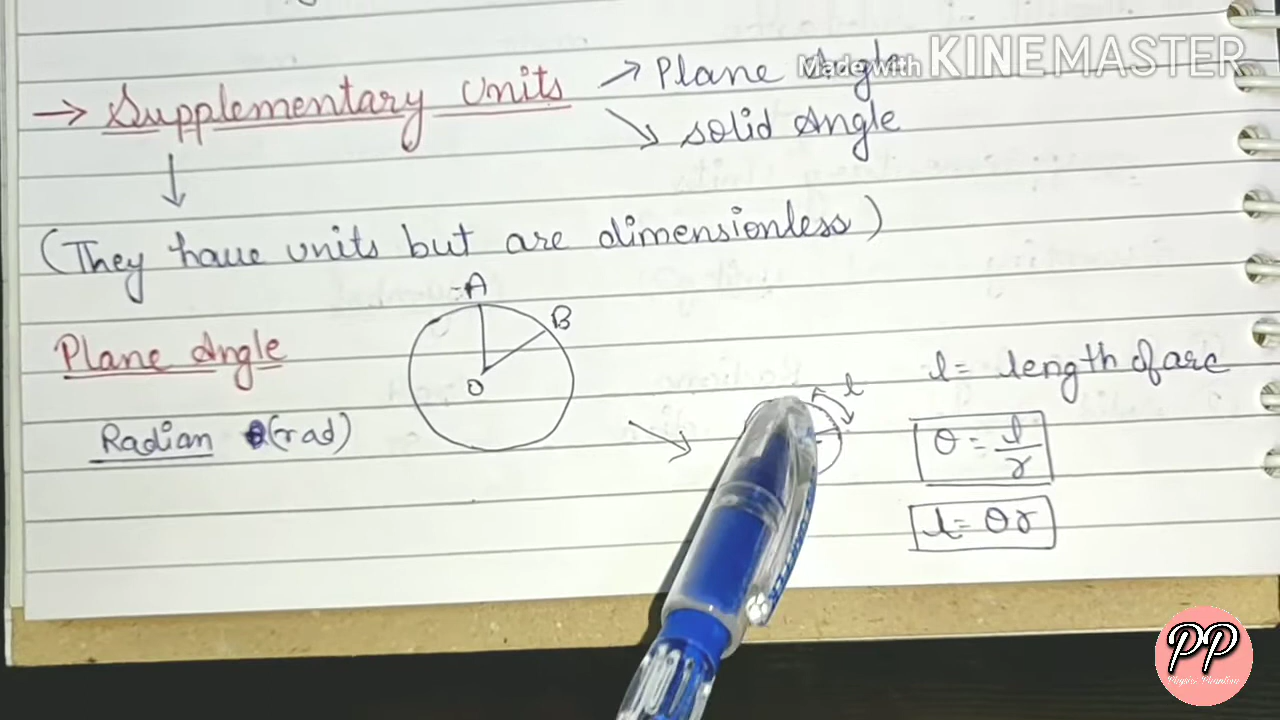 Made with KINEMASTER
→ Supplementary Units → Plane Angle
↘ Solid Angle
↓
(They have units but are dimensionless)
A
B
O
Plane Angle
Radian (rad)
l
l = length of arc
θ = l/r
l = θr
PP